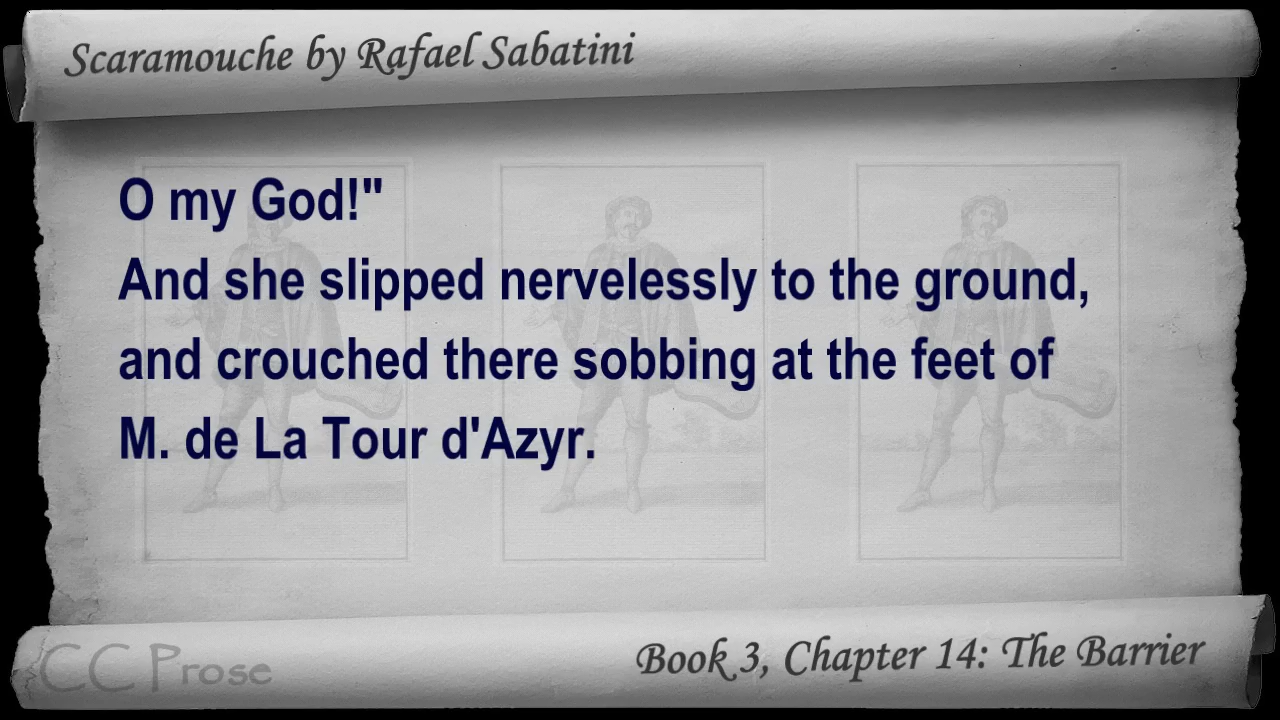 Scaramouche by Rafael Sabatini
O my God!"
And she slipped nervelessly to the ground,
and crouched there sobbing at the feet of
M. de La Tour d'Azyr.
CC Prose
Book 3, Chapter 14: The Barrier